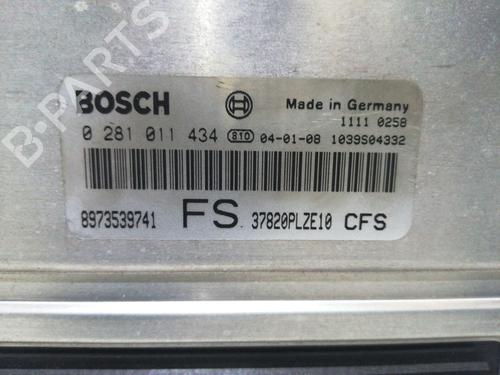 B-PARTS
BOSCH Made in Germany
1111 0258
0 281 011 434 810 04-01-08 1039S04332
8973539741 FS 37820PLZE10 CFS